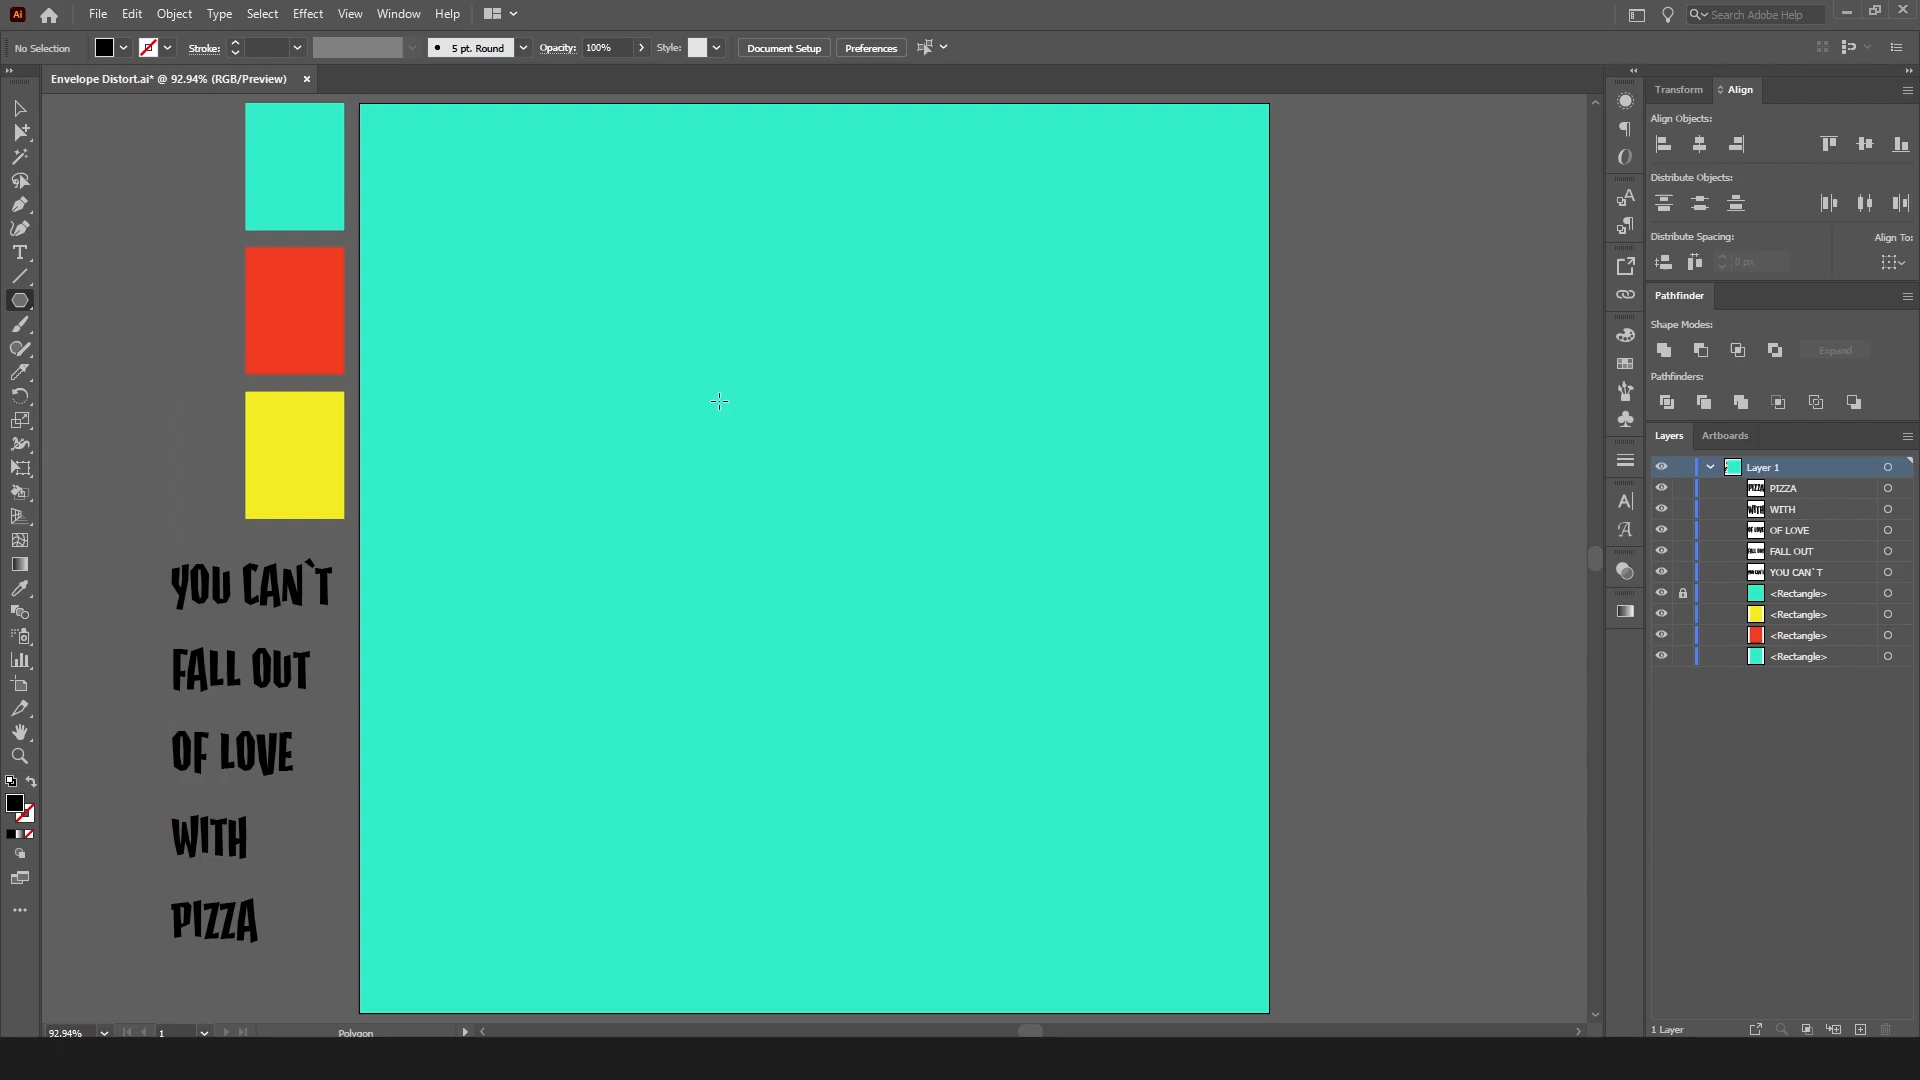 Ai File Edit Object Type Select Effect View Window Help Search Adobe Help
No Selection Stroke: 5 pt. Round Opacity: 100% Style: Document Setup Preferences
Envelope Distort.ai* @ 92.94% (RGB/Preview) ×
YOU CAN`T
FALL OUT
OF LOVE
WITH
PIZZA
92.94% 1 Polygon
Transform Align
Align Objects:
Distribute Objects:
Distribute Spacing: Align To:
0 px
Pathfinder
Shape Modes:
Expand
Pathfinders:
Layers Artboards
Layer 1
PIZZA
WITH
OF LOVE
FALL OUT
YOU CAN`T
<Rectangle>
<Rectangle>
<Rectangle>
<Rectangle>
1 Layer